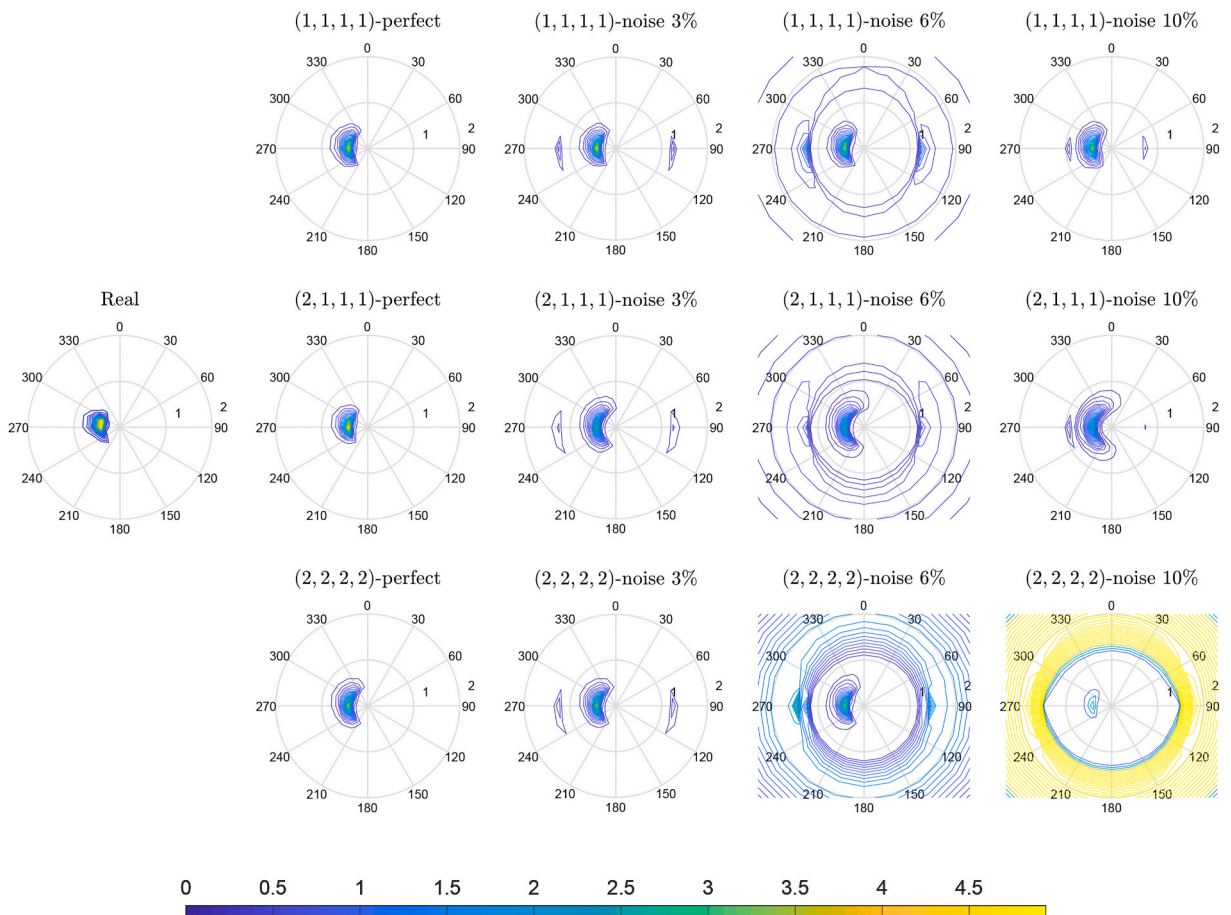 (1, 1, 1, 1)-perfect (1, 1, 1, 1)-noise 3% (1, 1, 1, 1)-noise 6% (1, 1, 1, 1)-noise 10%
0 0 0 0
330 30 330 30 330 30 330 30
300 60 300 60 300 60 300 60
1 2 1 2 1 2 1 2
270 90 270 90 270 90 270 90
240 120 240 120 240 120 240 120
210 150 210 150 210 150 210 150
180 180 180 180
Real (2, 1, 1, 1)-perfect (2, 1, 1, 1)-noise 3% (2, 1, 1, 1)-noise 6% (2, 1, 1, 1)-noise 10%
0 0 0 0 0
330 30 330 30 330 30 330 30 330 30
300 60 300 60 300 60 300 60 300 60
1 2 1 2 1 2 1 2 1 2
270 90 270 90 270 90 270 90 270 90
240 120 240 120 240 120 240 120 240 120
210 150 210 150 210 150 210 150 210 150
180 180 180 180 180
(2, 2, 2, 2)-perfect (2, 2, 2, 2)-noise 3% (2, 2, 2, 2)-noise 6% (2, 2, 2, 2)-noise 10%
0 0 0 0
330 30 330 30 330 30 330 30
300 60 300 60 300 60 300 60
1 2 1 2 1 2 1 2
270 90 270 90 270 90 270 90
240 120 240 120 240 120 240 120
210 150 210 150 210 150 210 150
180 180 180 180
0 0.5 1 1.5 2 2.5 3 3.5 4 4.5